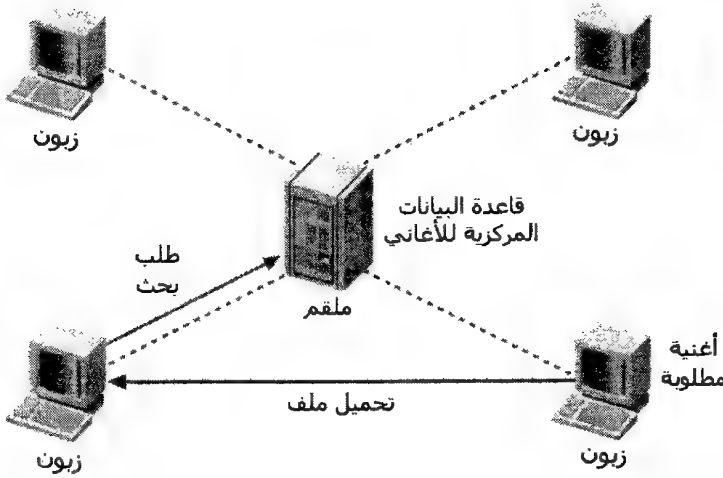 زبون
زبون
قاعدة البيانات
المركزية للأغاني
طلب
بحث
ملقم
أغنية
مطلوبة
تحميل ملف
زبون
زبون